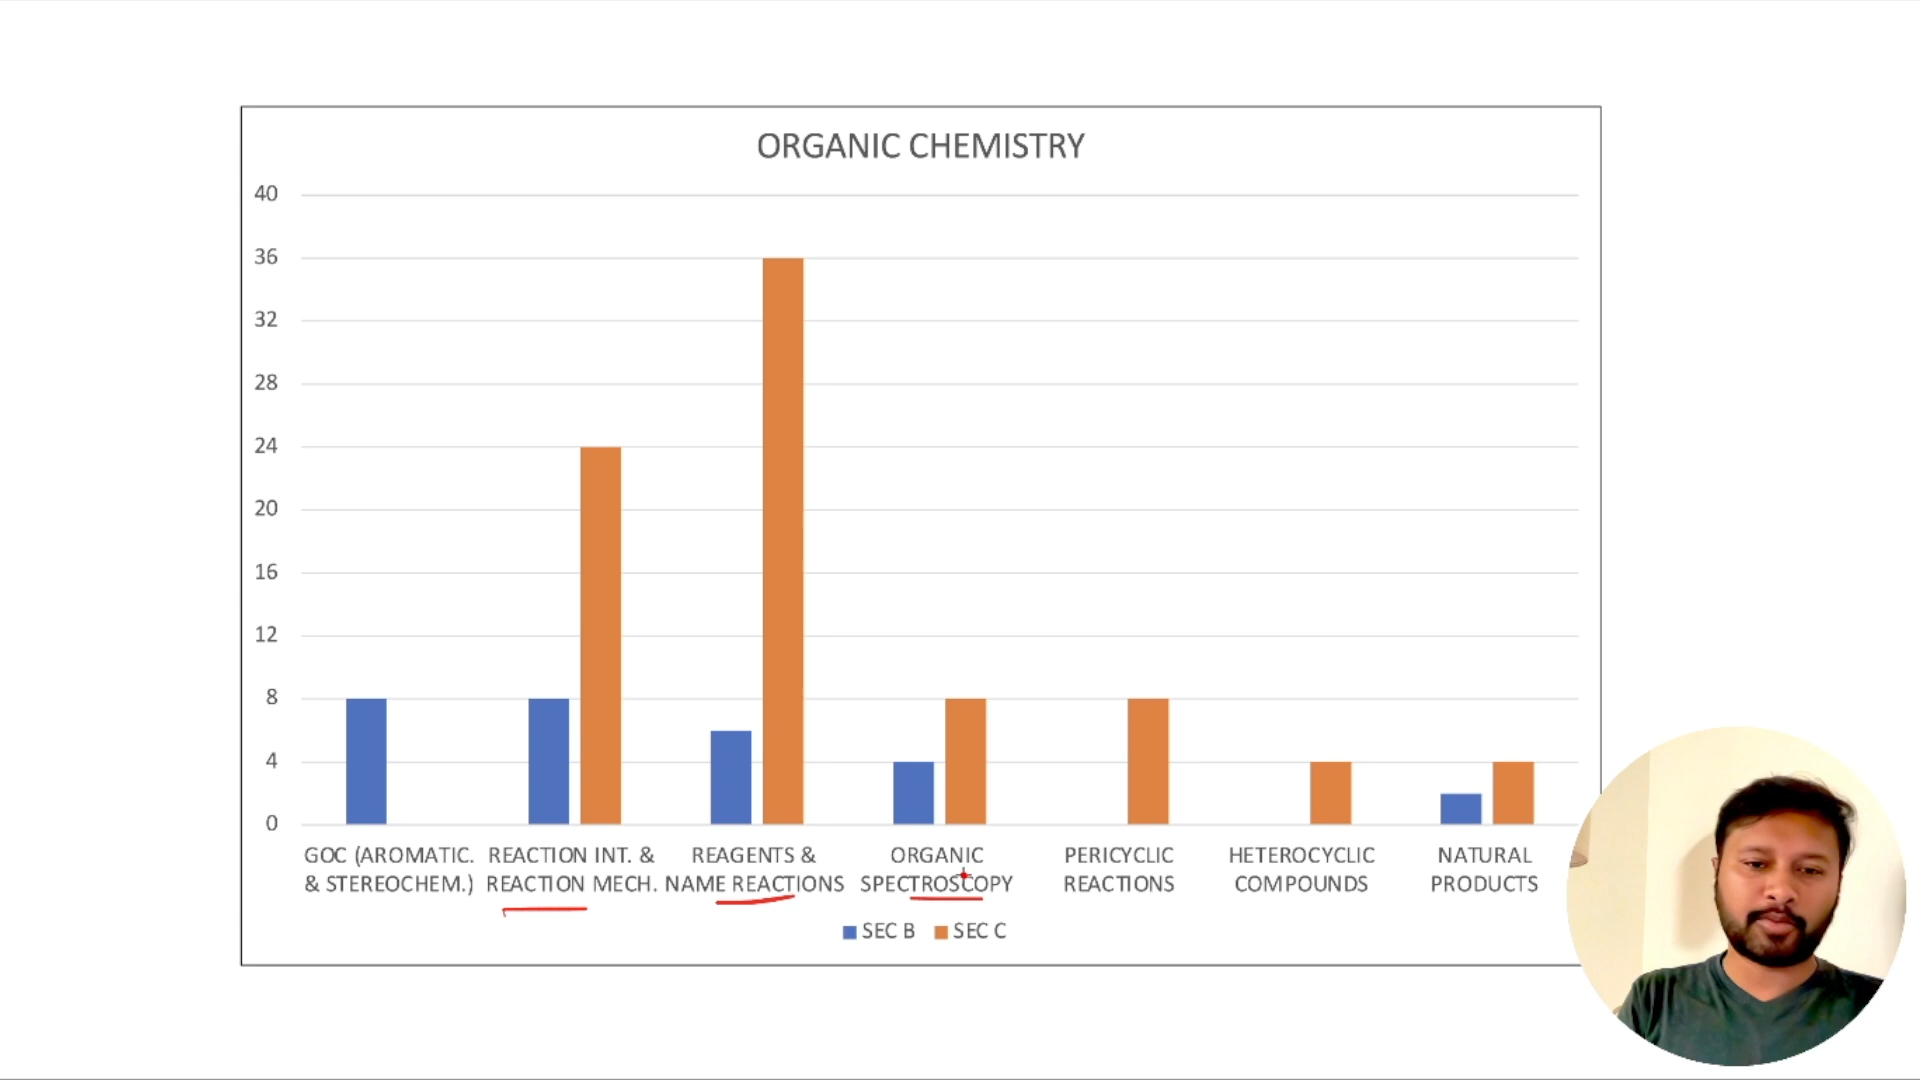 ORGANIC CHEMISTRY
40
36
32
28
24
20
16
12
8
4
0
GOC (AROMATIC. & STEREOCHEM.)
REACTION INT. & REACTION MECH.
REAGENTS & NAME REACTIONS
ORGANIC SPECTROSCOPY
PERICYCLIC REACTIONS
HETEROCYCLIC COMPOUNDS
NATURAL PRODUCTS
SEC B SEC C